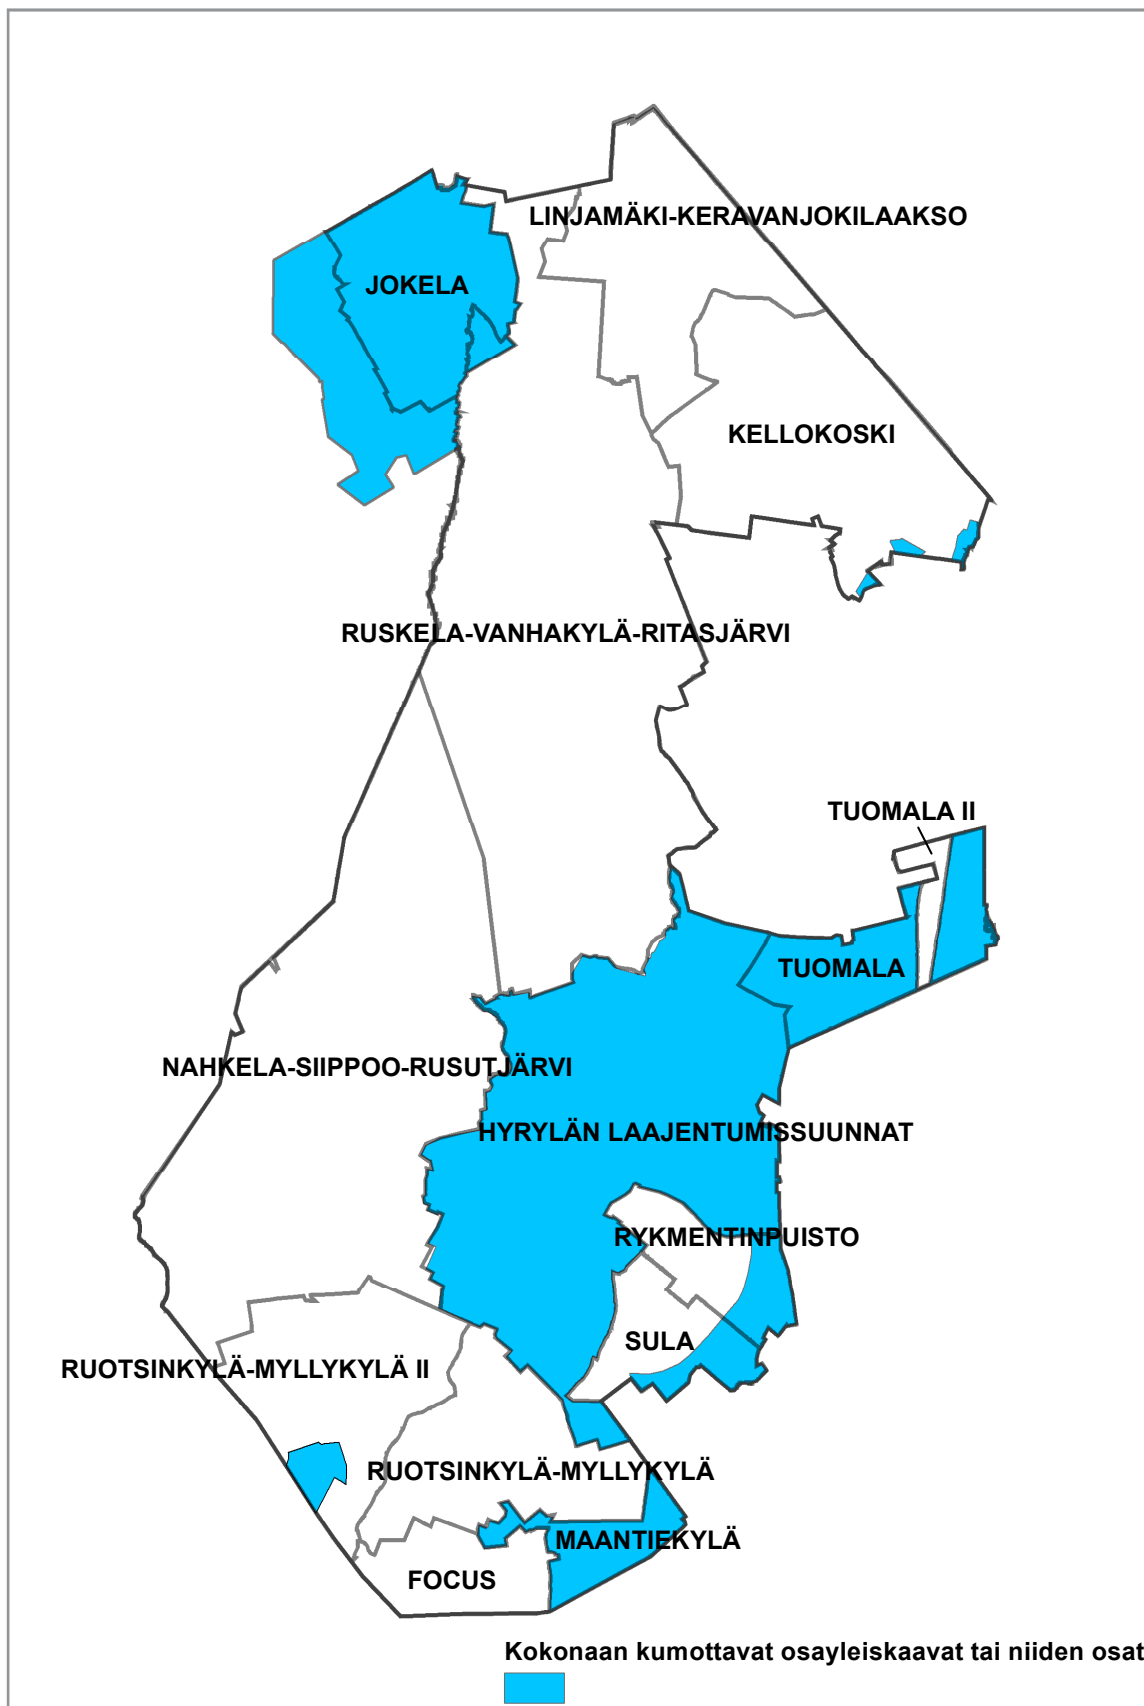 LINJAMÄKI-KERAVANJOKILAAKSO
JOKELA
KELLOKOSKI
RUSKELA-VANHAKYLÄ-RITASJÄRVI
TUOMALA II
TUOMALA
NAHKELA-SIIPPOO-RUSUTJÄRVI
HYRYLÄN LAAJENTUMISSUUNNAT
RYKMENTINPUISTO
SULA
RUOTSINKYLÄ-MYLLYKYLÄ II
RUOTSINKYLÄ-MYLLYKYLÄ
MAANTIEKYLÄ
FOCUS
Kokonaan kumottavat osayleiskaavat tai niiden osat